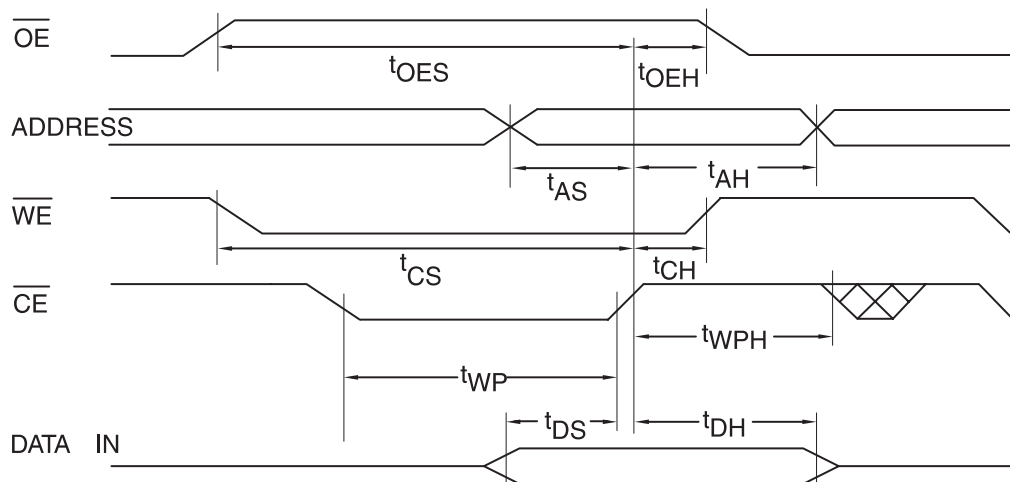 OE
tOES
tOEH
ADDRESS
tAS
tAH
WE
tCS
tCH
CE
tWPH
tWP
tDS
tDH
DATA IN